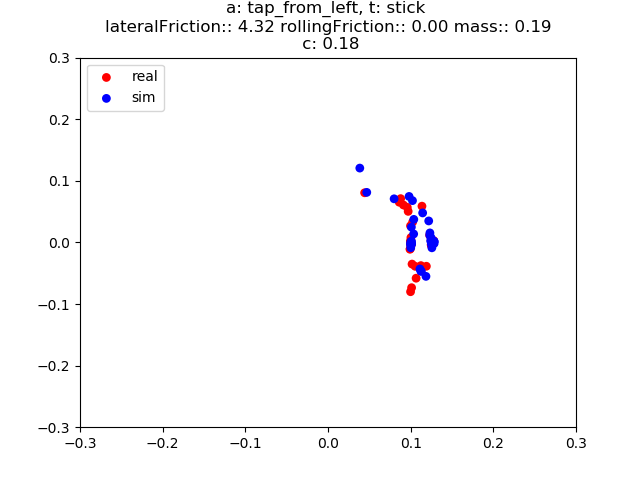 a: tap_from_left, t: stick
lateralFriction:: 4.32 rollingFriction:: 0.00 mass:: 0.19
c: 0.18
real
sim
0.3
0.2
0.1
0.0
−0.1
−0.2
−0.3
−0.3
−0.2
−0.1
0.0
0.1
0.2
0.3